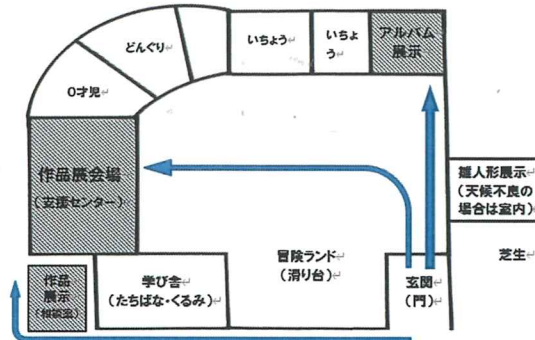 いちょう
いちょ
う
アルバム
展示
どんぐり
0才児
作品展会場
(支援センター)
雛人形展示
(天候不良の
場合は室内)
冒険ランド
(滑り台)
芝生
作品
展示
(相談室)
学び舎
(たちばな・くるみ)
玄関
(門)